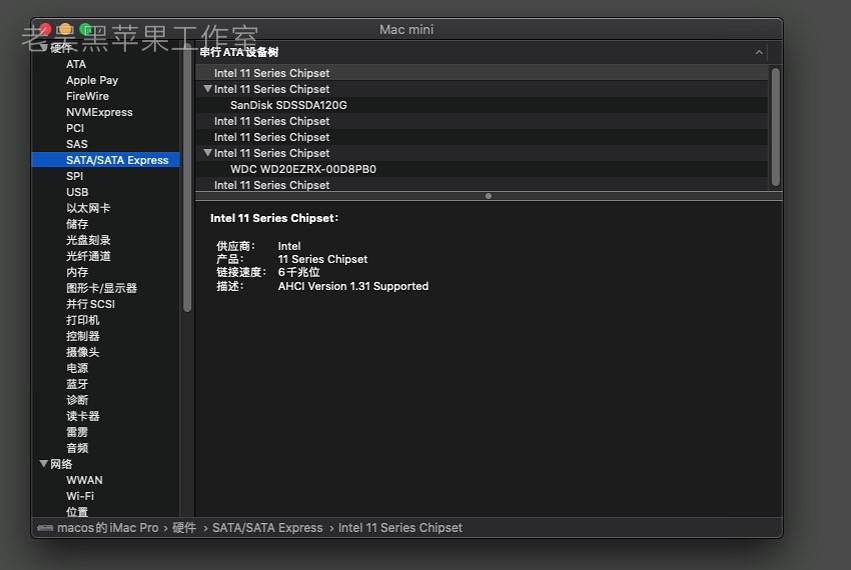 Mac mini
老吴黑苹果工作室
硬件
ATA
Apple Pay
FireWire
NVMExpress
PCI
SAS
SATA/SATA Express
SPI
USB
以太网卡
储存
光盘刻录
光纤通道
内存
图形卡/显示器
并行 SCSI
打印机
控制器
摄像头
电源
蓝牙
诊断
读卡器
雷雳
音频
网络
WWAN
Wi-Fi
位置
串行 ATA 设备树
Intel 11 Series Chipset
Intel 11 Series Chipset
SanDisk SDSSDA120G
Intel 11 Series Chipset
Intel 11 Series Chipset
Intel 11 Series Chipset
WDC WD20EZRX-00D8PB0
Intel 11 Series Chipset
Intel 11 Series Chipset:
供应商: Intel
产品: 11 Series Chipset
链接速度: 6 千兆位
描述: AHCI Version 1.31 Supported
macos的iMac Pro › 硬件 › SATA/SATA Express › Intel 11 Series Chipset